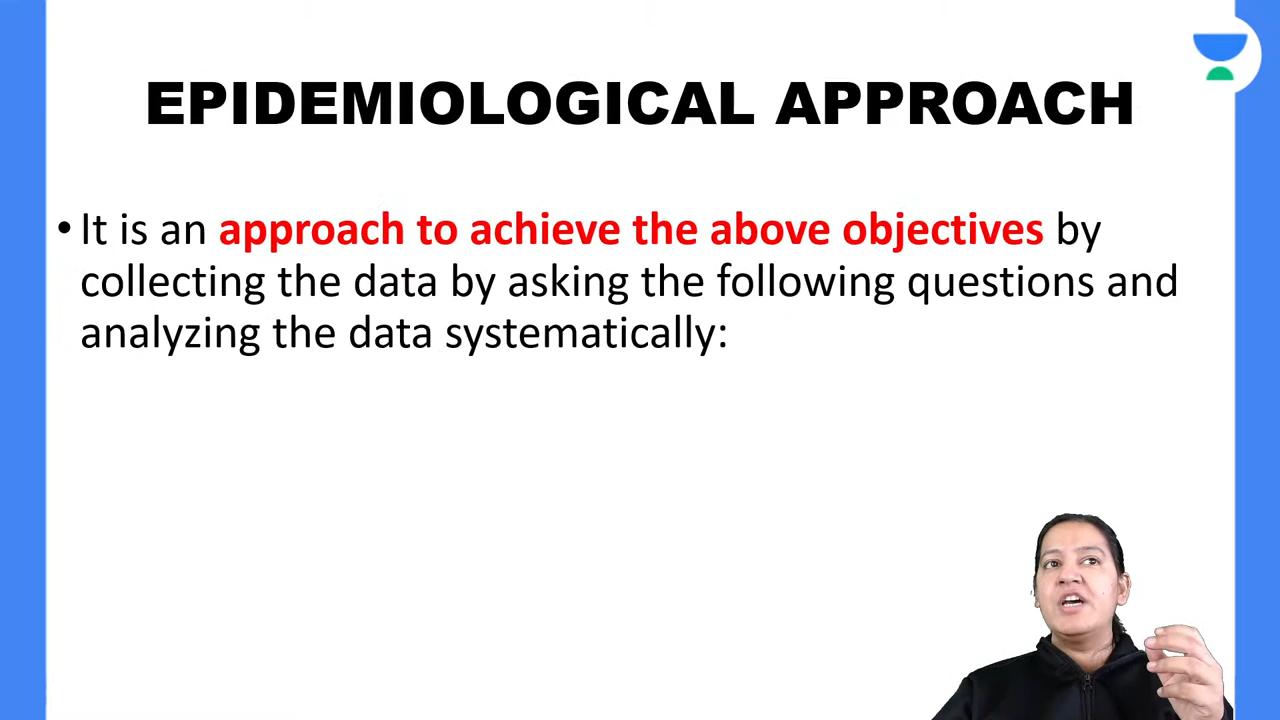 EPIDEMIOLOGICAL APPROACH
• It is an approach to achieve the above objectives by
collecting the data by asking the following questions and
analyzing the data systematically: